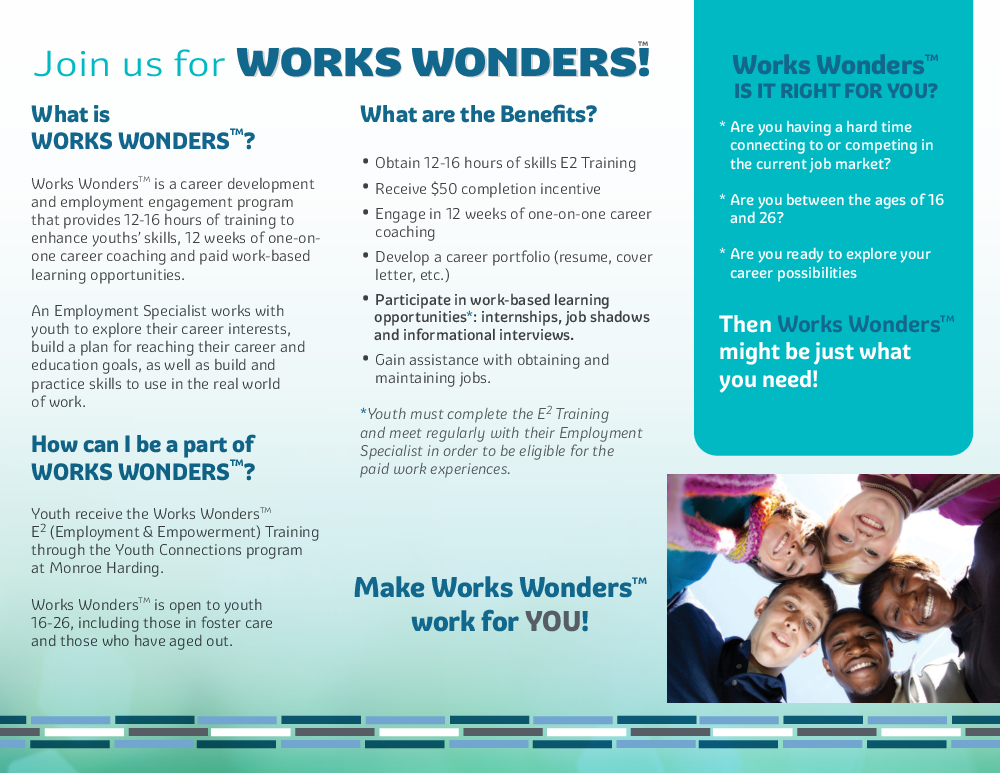 Join us for WORKS WONDERS!™
What is
WORKS WONDERS™?
Works Wonders™ is a career development
and employment engagement program
that provides 12-16 hours of training to
enhance youths’ skills, 12 weeks of one-on-
one career coaching and paid work-based
learning opportunities.
An Employment Specialist works with
youth to explore their career interests,
build a plan for reaching their career and
education goals, as well as build and
practice skills to use in the real world
of work.
How can I be a part of
WORKS WONDERS™?
Youth receive the Works Wonders™
E² (Employment & Empowerment) Training
through the Youth Connections program
at Monroe Harding.
Works Wonders™ is open to youth
16-26, including those in foster care
and those who have aged out.
What are the Benefits?
• Obtain 12-16 hours of skills E2 Training
• Receive $50 completion incentive
• Engage in 12 weeks of one-on-one career
coaching
• Develop a career portfolio (resume, cover
letter, etc.)
• Participate in work-based learning
opportunities*: internships, job shadows
and informational interviews.
• Gain assistance with obtaining and
maintaining jobs.
*Youth must complete the E² Training
and meet regularly with their Employment
Specialist in order to be eligible for the
paid work experiences.
Make Works Wonders™
work for YOU!
Works Wonders™
IS IT RIGHT FOR YOU?
* Are you having a hard time
connecting to or competing in
the current job market?
* Are you between the ages of 16
and 26?
* Are you ready to explore your
career possibilities
Then Works Wonders™
might be just what
you need!